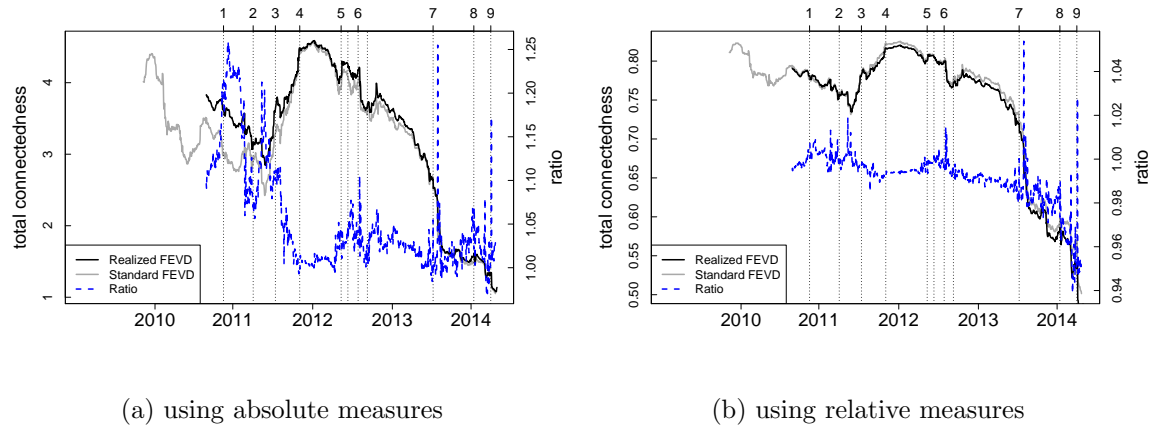 1 2 3 4 5 6 7 8 9
total connectedness
4
3
2
1
1.25
1.20
1.15
1.10
1.05
1.00
ratio
Realized FEVD
Standard FEVD
Ratio
2010 2011 2012 2013 2014
(a) using absolute measures
1 2 3 4 5 6 7 8 9
total connectedness
0.80
0.75
0.70
0.65
0.60
0.55
0.50
1.04
1.02
1.00
0.98
0.96
0.94
ratio
Realized FEVD
Standard FEVD
Ratio
2010 2011 2012 2013 2014
(b) using relative measures